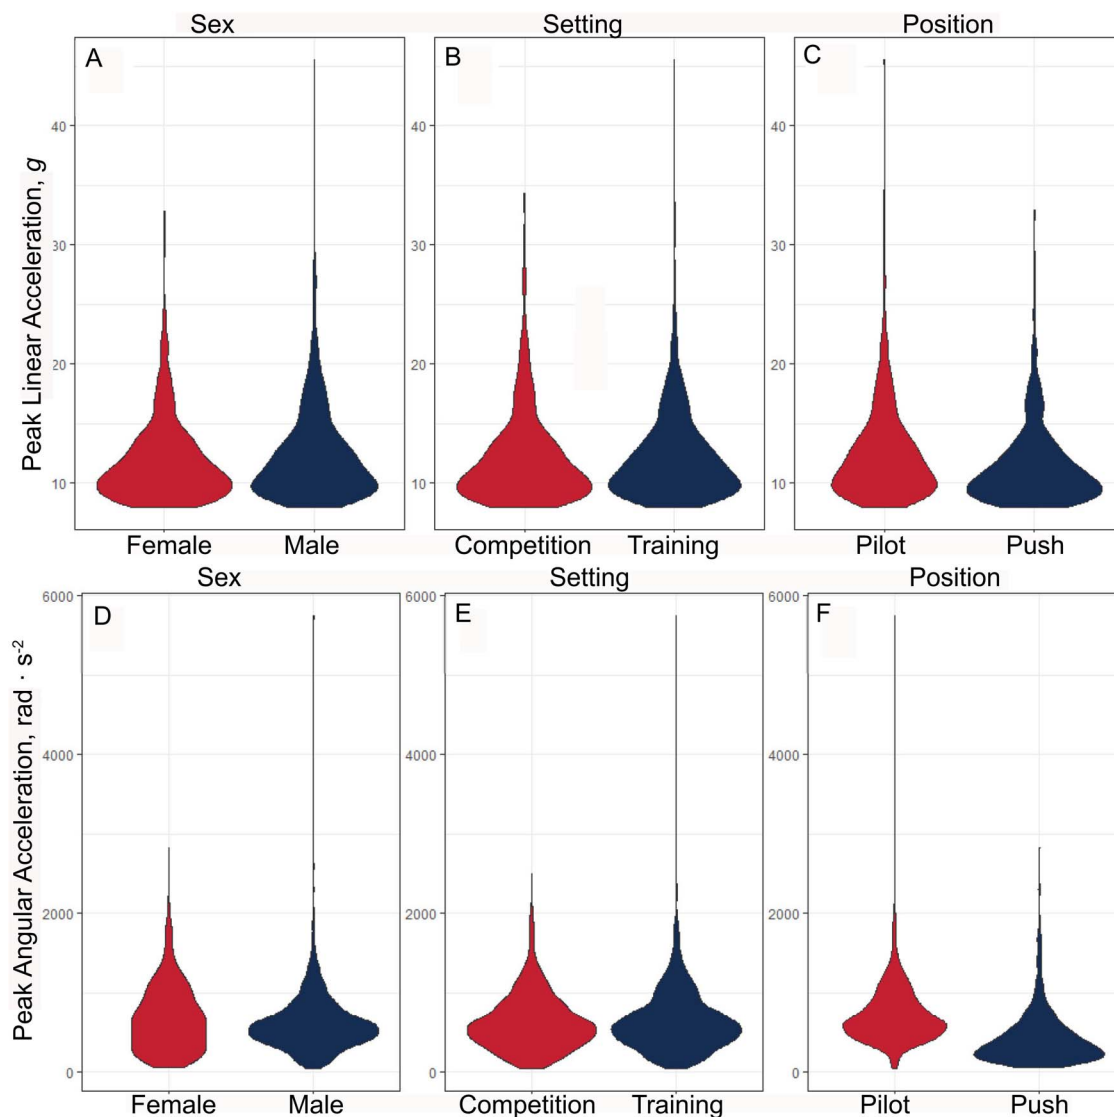 Sex Setting Position
A B C
40 40 40
30 30 30
20 20 20
10 10 10
Peak Linear Acceleration, g
Female Male Competition Training Pilot Push
Sex Setting Position
6000 6000 6000
D E F
4000 4000 4000
2000 2000 2000
0 0 0
Peak Angular Acceleration, rad · s⁻²
Female Male Competition Training Pilot Push